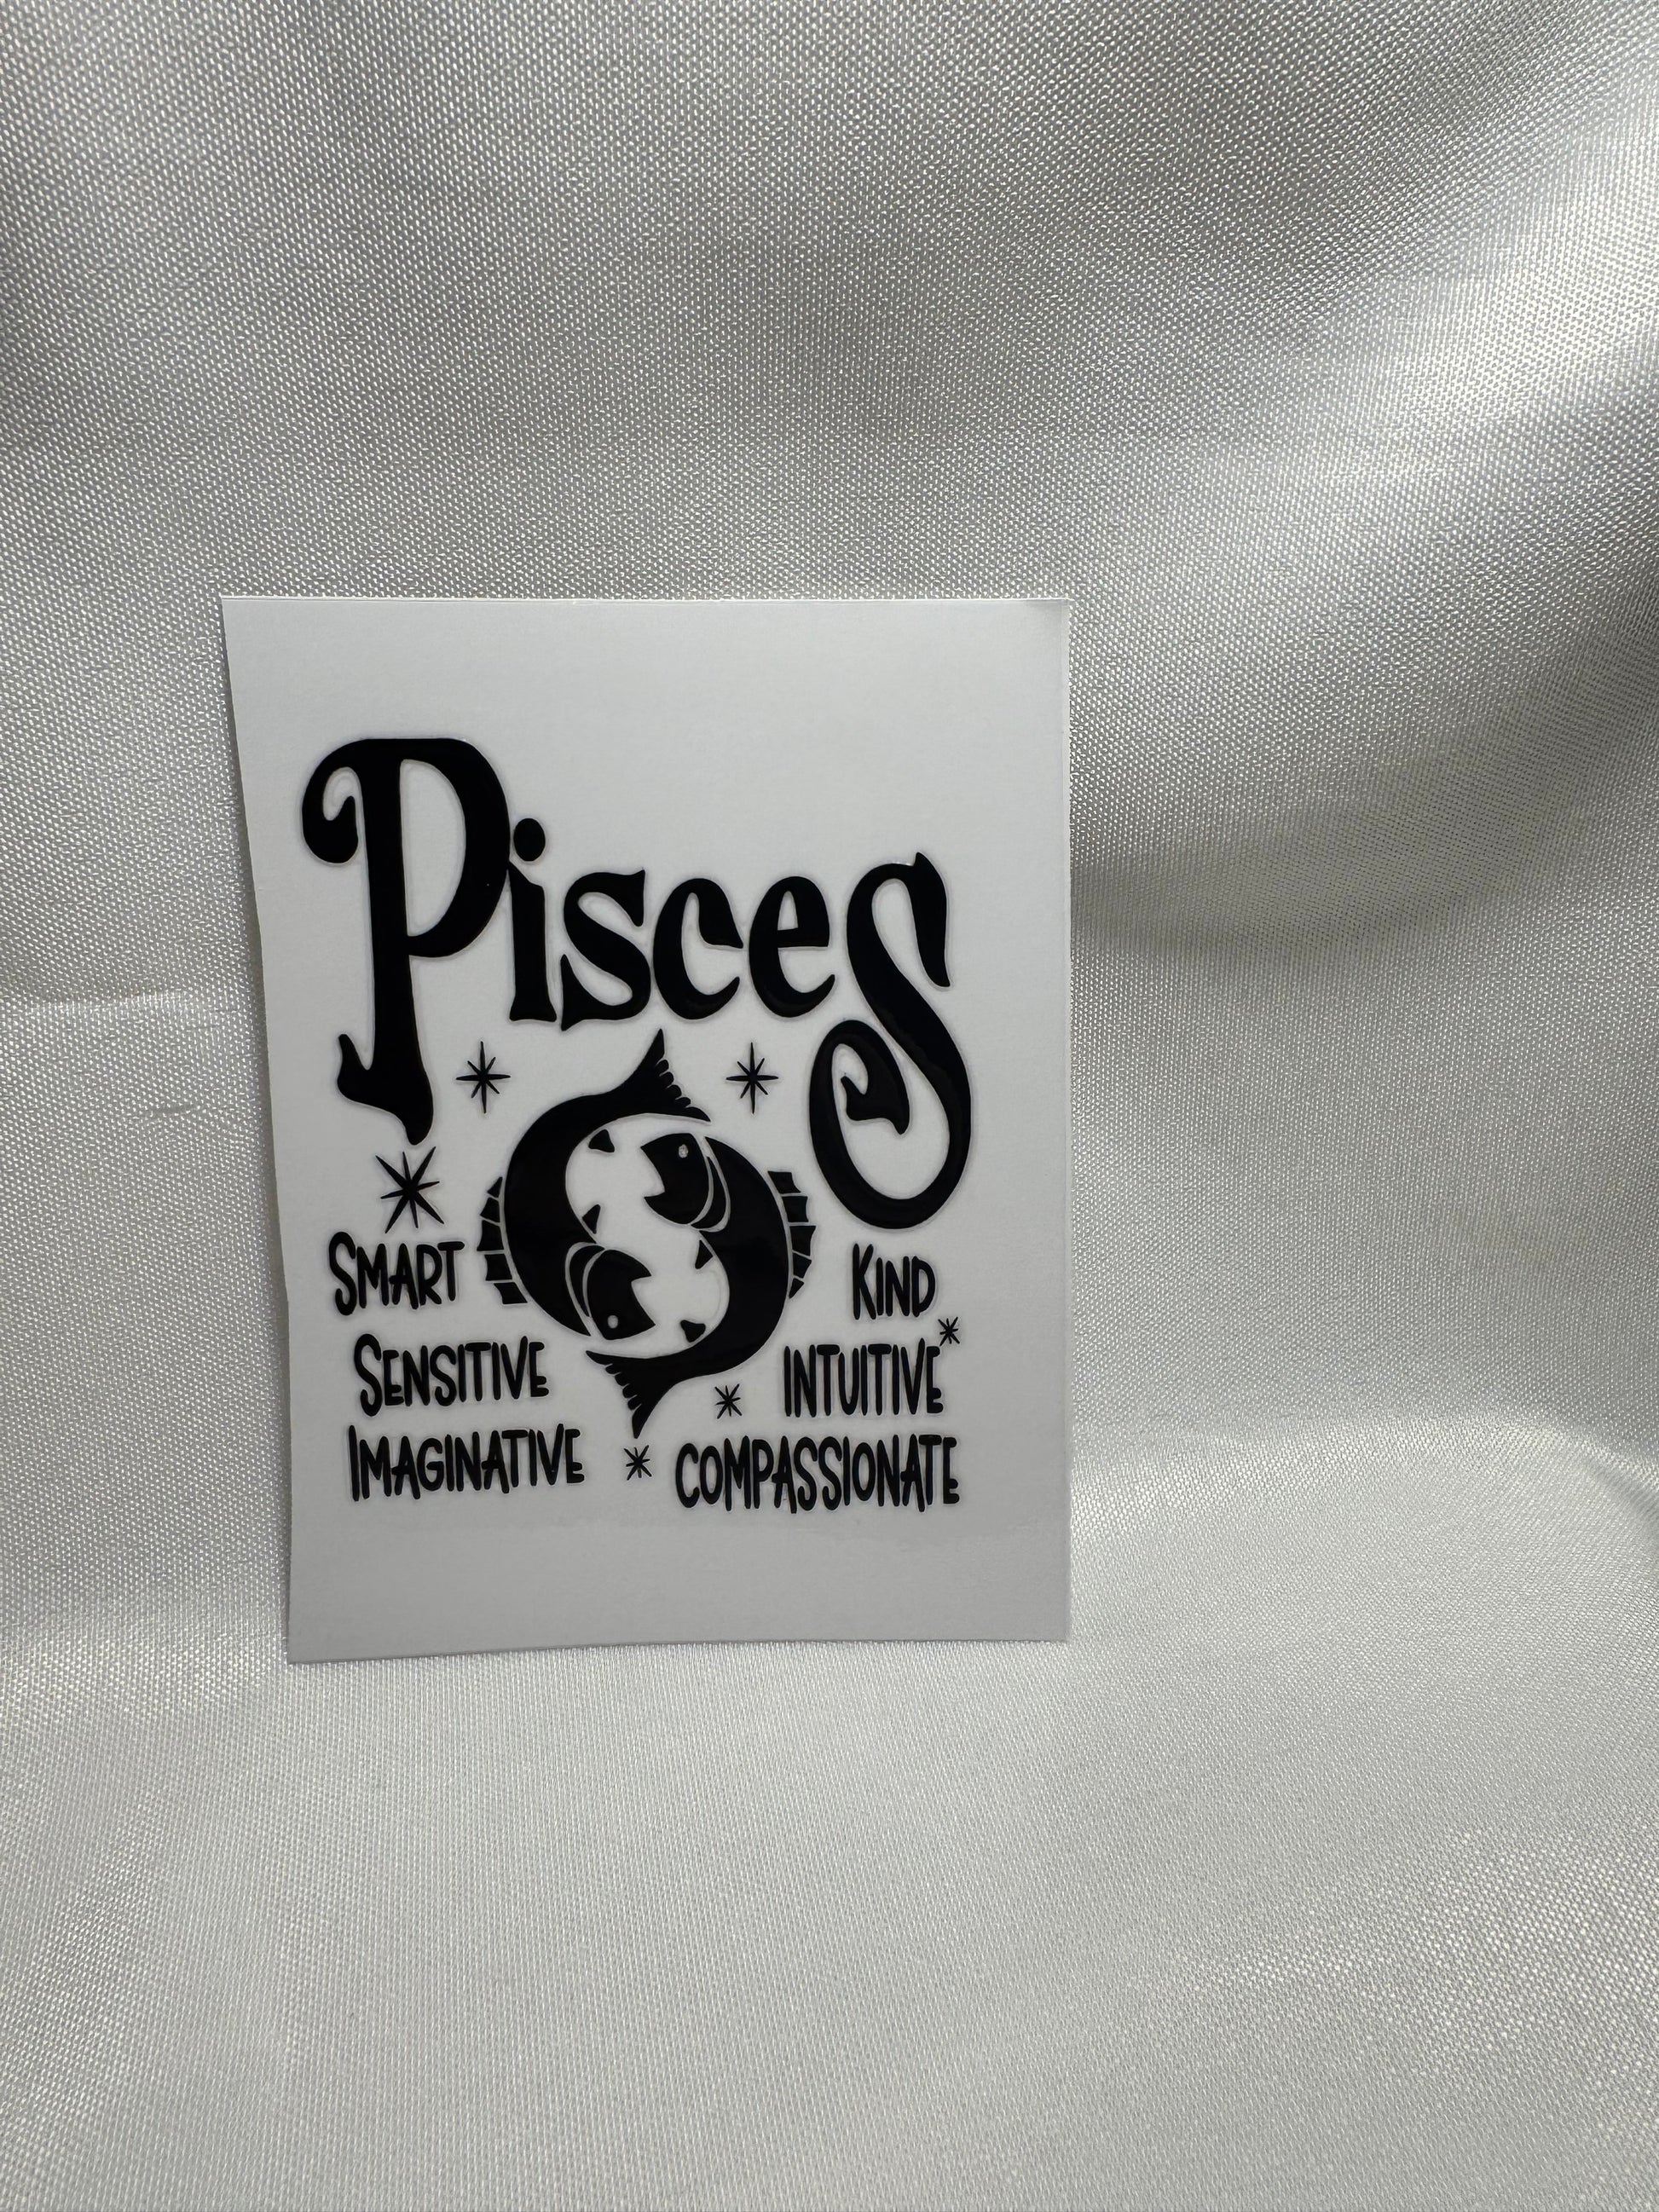 Pisces
Smart
Kind
Sensitive
Intuitive
Imaginative
Compassionate